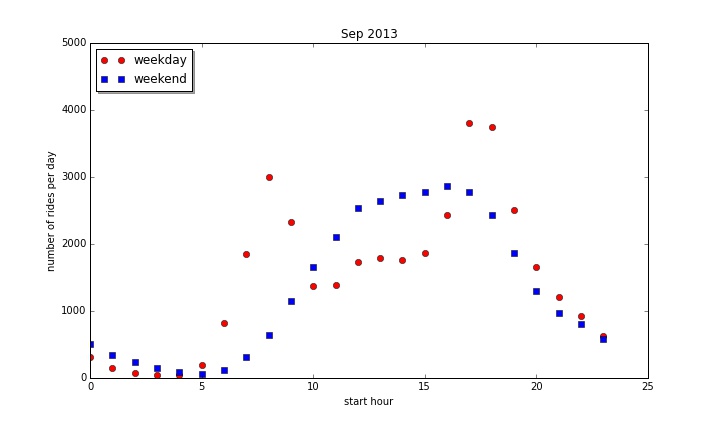 Sep 2013
weekday
weekend
5000
4000
3000
2000
1000
0
number of rides per day
0 5 10 15 20 25
start hour